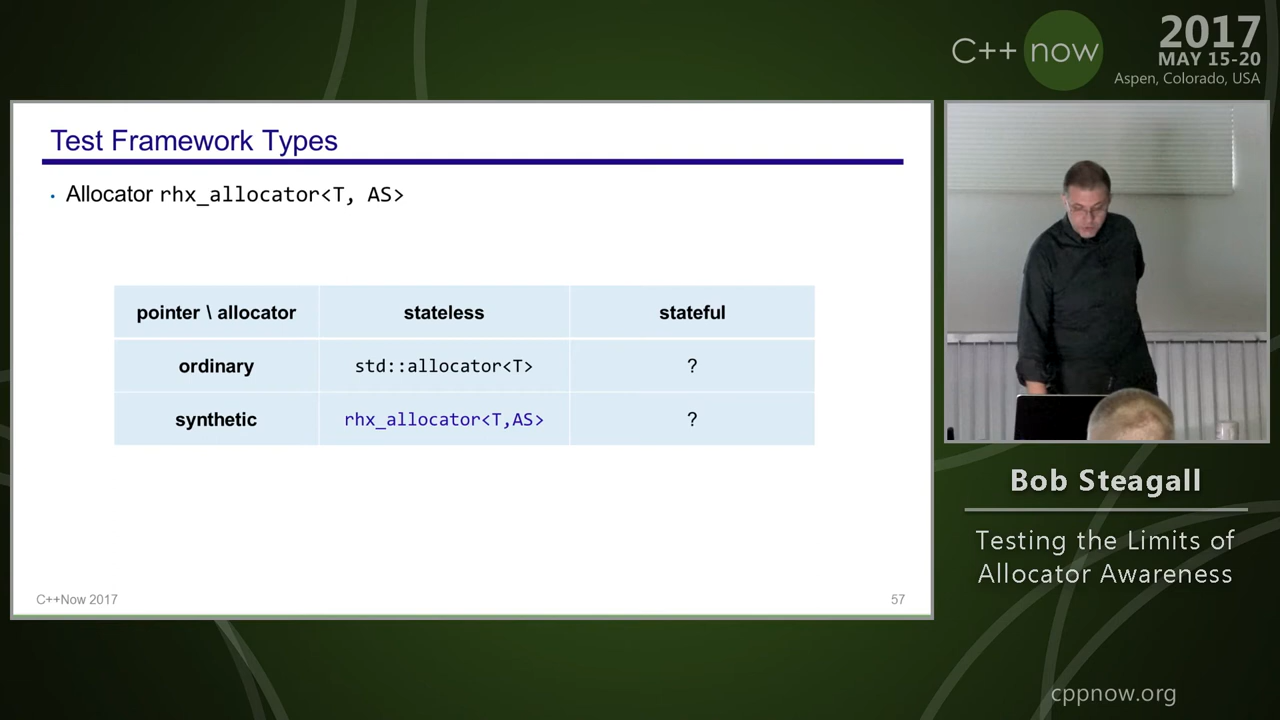 C++ now
2017
MAY 15-20
Aspen, Colorado, USA
Test Framework Types
• Allocator rhx_allocator<T, AS>
pointer \ allocator stateless stateful
ordinary std::allocator<T> ?
synthetic rhx_allocator<T,AS> ?
C++Now 2017 57
Bob Steagall
Testing the Limits of
Allocator Awareness
cppnow.org